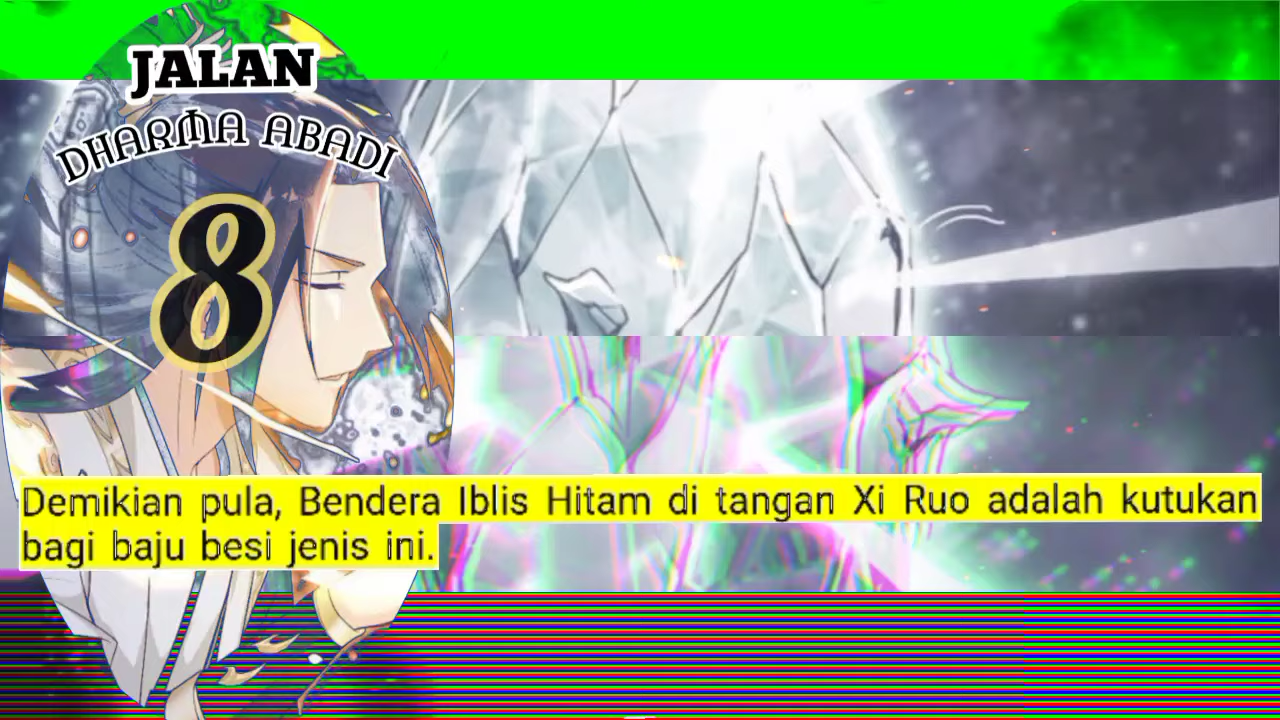 JALAN
DHARMA ABADI
8
Demikian pula, Bendera Iblis Hitam di tangan Xi Ruo adalah kutukan
bagi baju besi jenis ini.